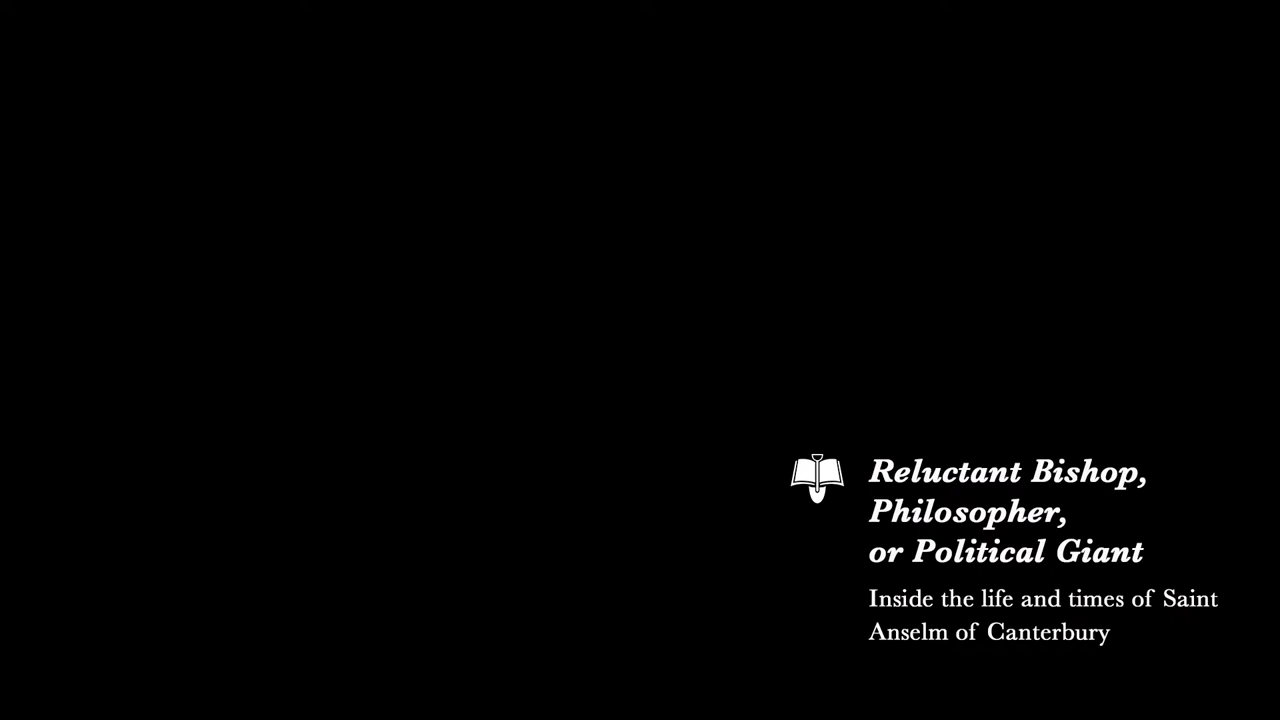 Reluctant Bishop,
Philosopher,
or Political Giant
Inside the life and times of Saint
Anselm of Canterbury